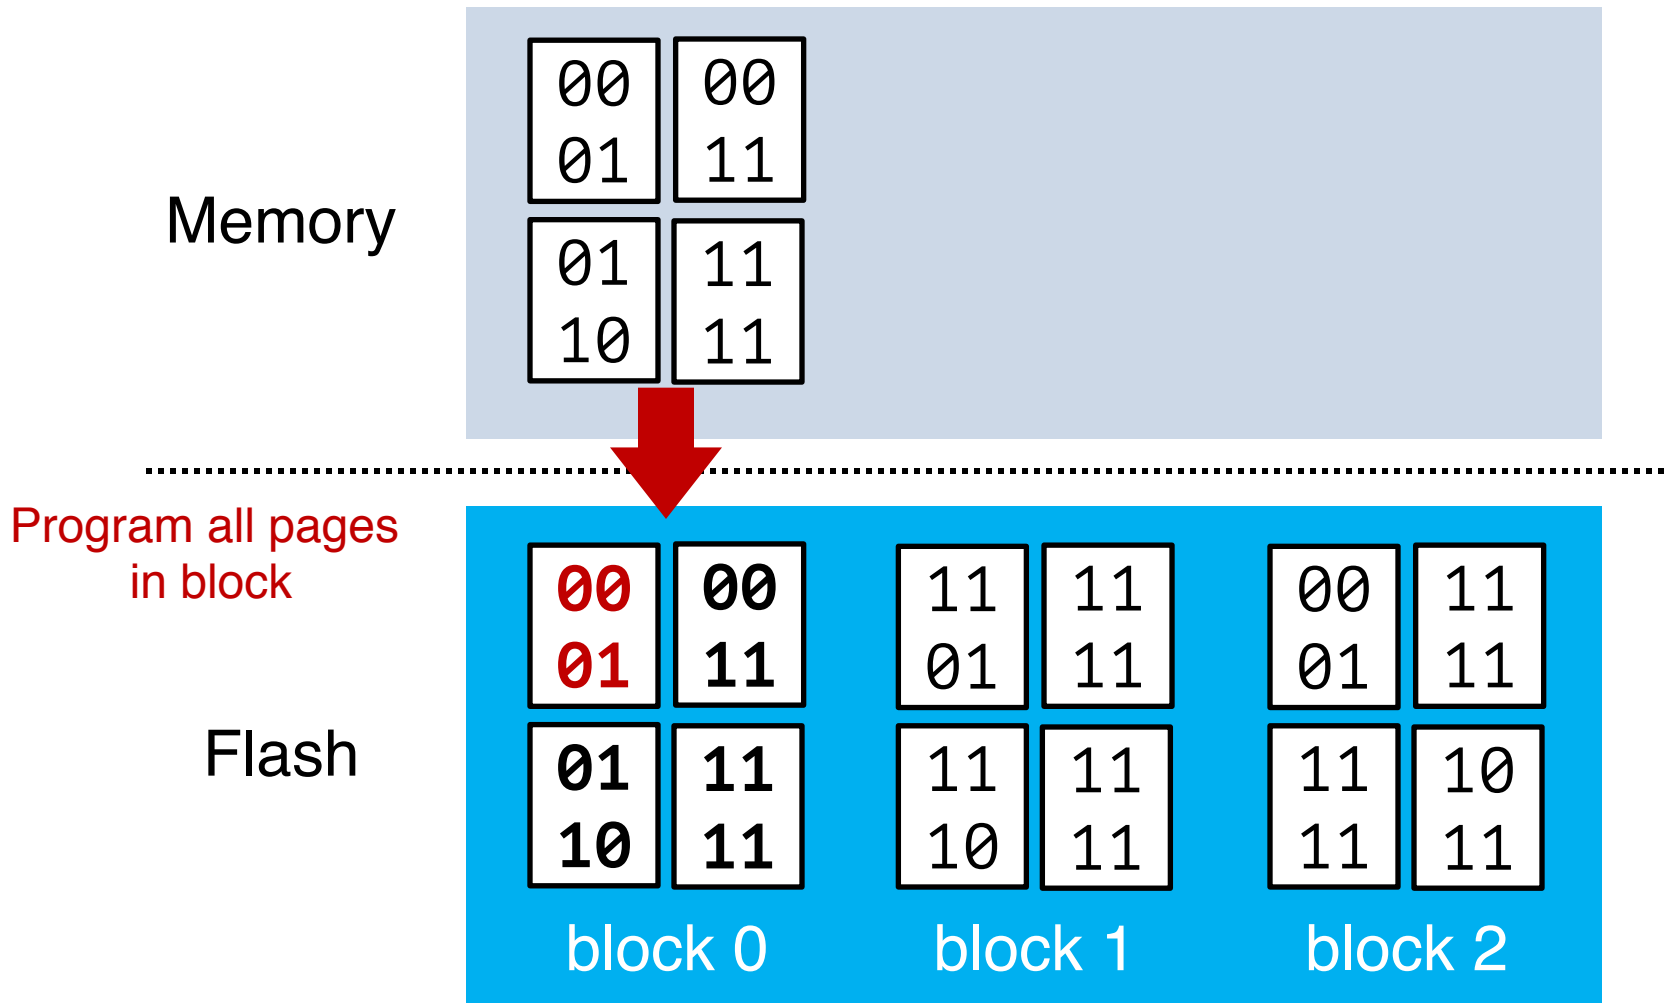 Memory
00 00
01 11
01 11
10 11
Program all pages
in block
Flash
00 00 11 11 00 11
01 11 01 11 01 11
01 11 11 11 11 10
10 11 10 11 11 11
block 0 block 1 block 2